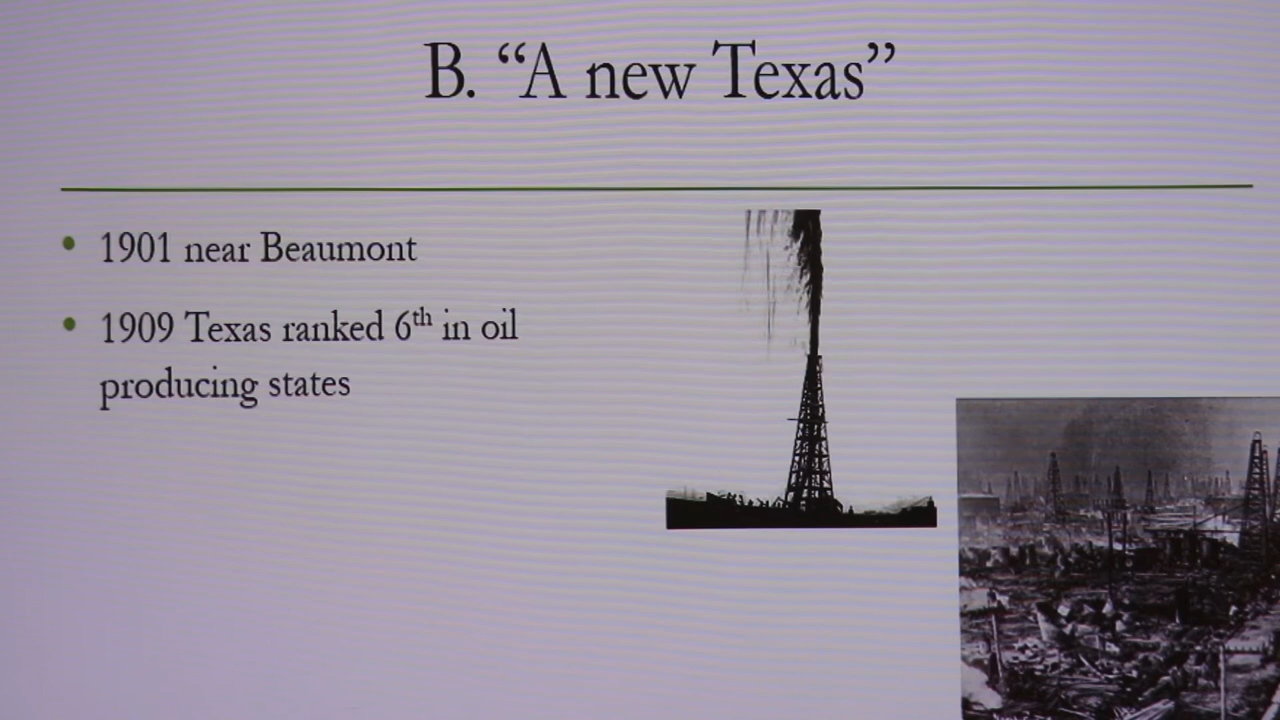 B. “A new Texas”
• 1901 near Beaumont
• 1909 Texas ranked 6th in oil
producing states